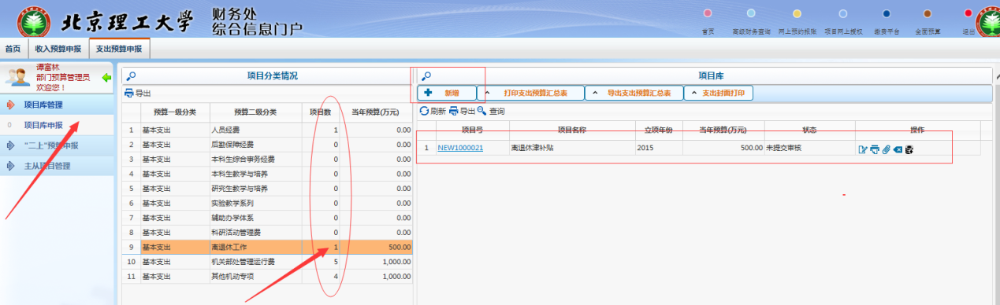 北京理工大学 财务处
综合信息门户
首页 高级财务查询 网上预约报账 项目网上授权 缴费平台 全面预算 退出
首页 收入预算申报 支出预算申报
谭富林
部门预算管理员
欢迎您！
项目库管理
项目库申报
"二上"预算申报
主从项目管理
项目分类情况
导出
预算一级分类 预算二级分类 项目数 当年预算(万元)
1 基本支出 人员经费 1 0.00
2 基本支出 后勤保障经费 0 0.00
3 基本支出 本科生综合事务经费 0 0.00
4 基本支出 本科生教学与培养 0 0.00
5 基本支出 研究生教学与培养 0 0.00
6 基本支出 实验教学系列 0 0.00
7 基本支出 辅助办学体系 0 0.00
8 基本支出 科研活动管理费 0 0.00
9 基本支出 离退休工作 1 500.00
10 基本支出 机关部处管理运行费 5 1,000.00
11 基本支出 其他机动专项 4 1,000.00
项目库
新增 打印支出预算汇总表 导出支出预算汇总表 支出封面打印
刷新 导出 查询
项目号 项目名称 立项年份 当年预算(万元) 状态 操作
1 NEW1000021 离退休津补贴 2015 500.00 未提交审核